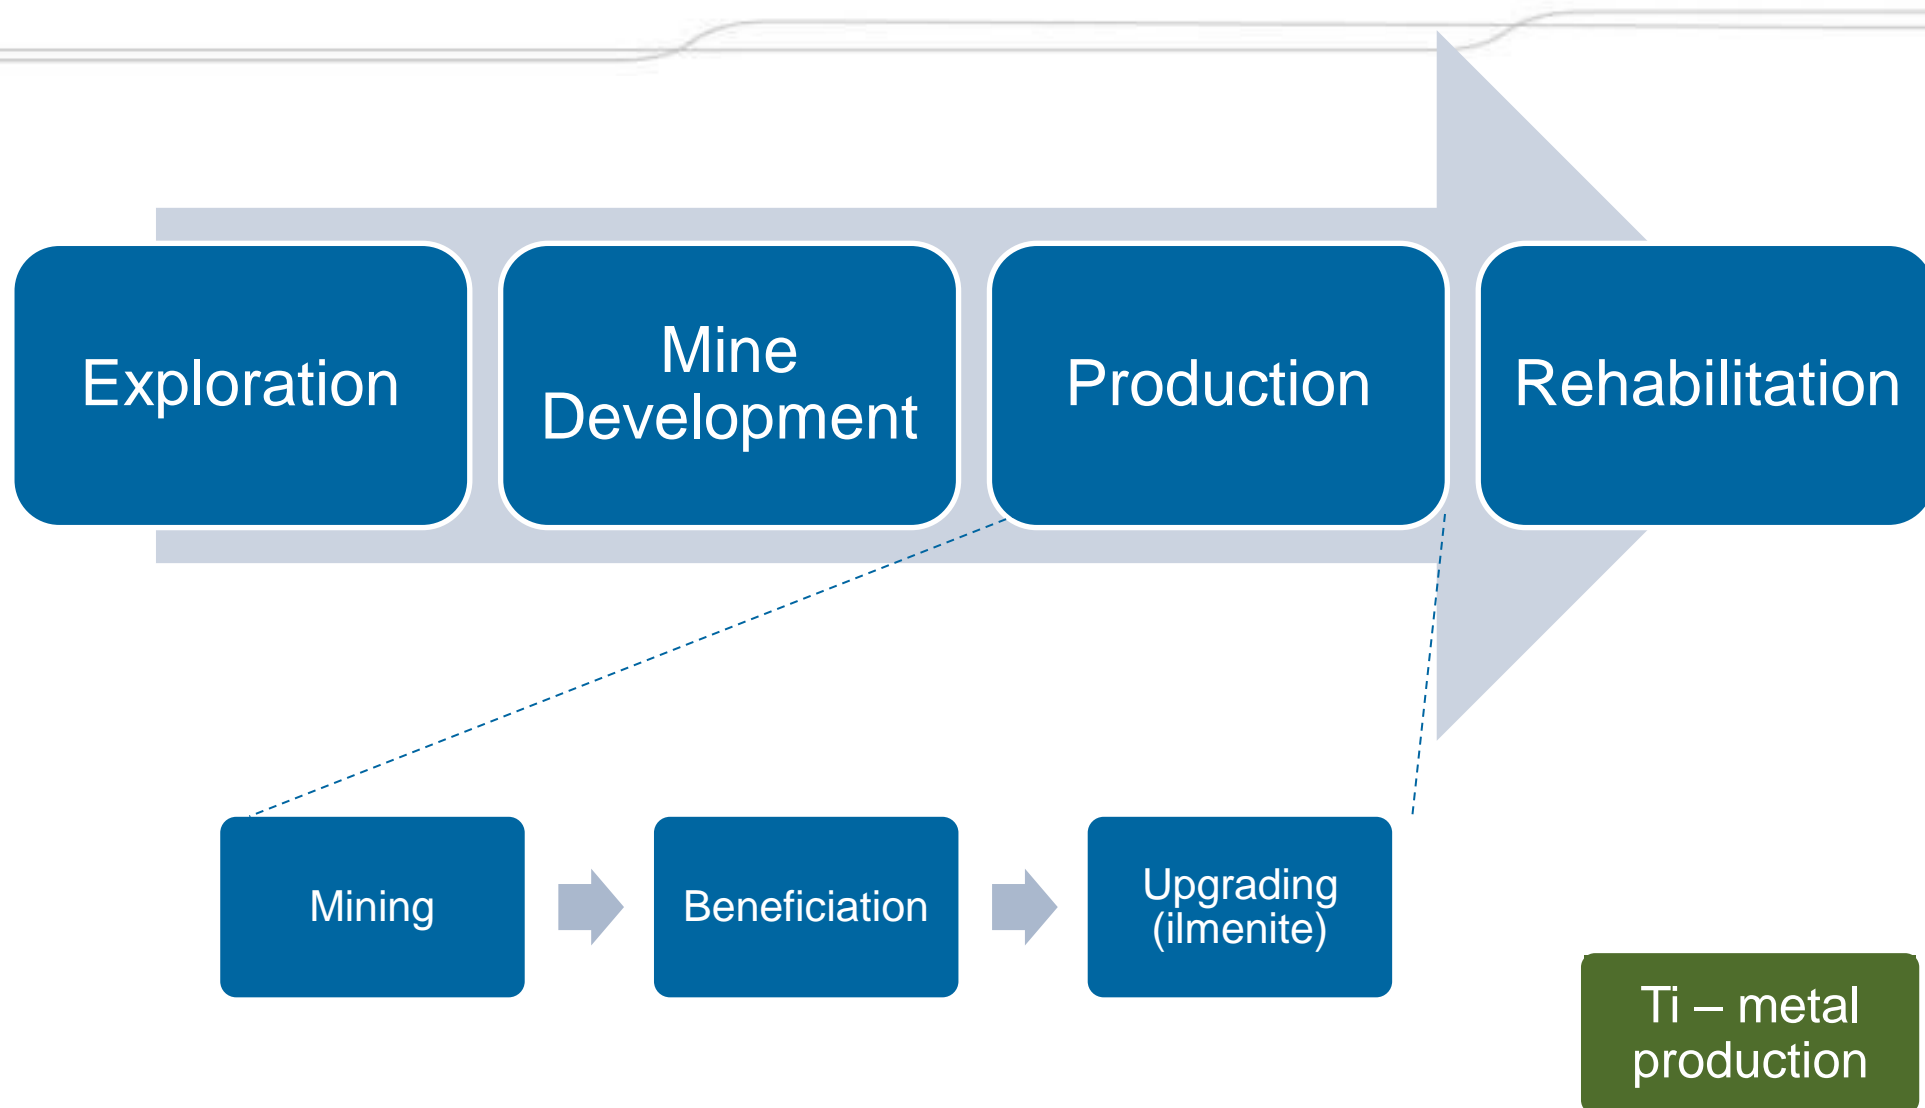 Exploration
Mine
Development
Production
Rehabilitation
Mining
Beneficiation
Upgrading
(ilmenite)
Ti – metal
production